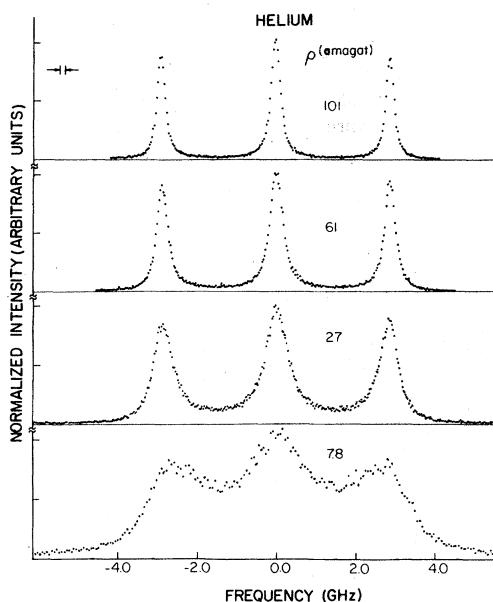 HELIUM
ρ (amagat)
101
61
27
7.8
NORMALIZED INTENSITY (ARBITRARY UNITS)
-4.0 -2.0 0.0 2.0 4.0
FREQUENCY (GHz)